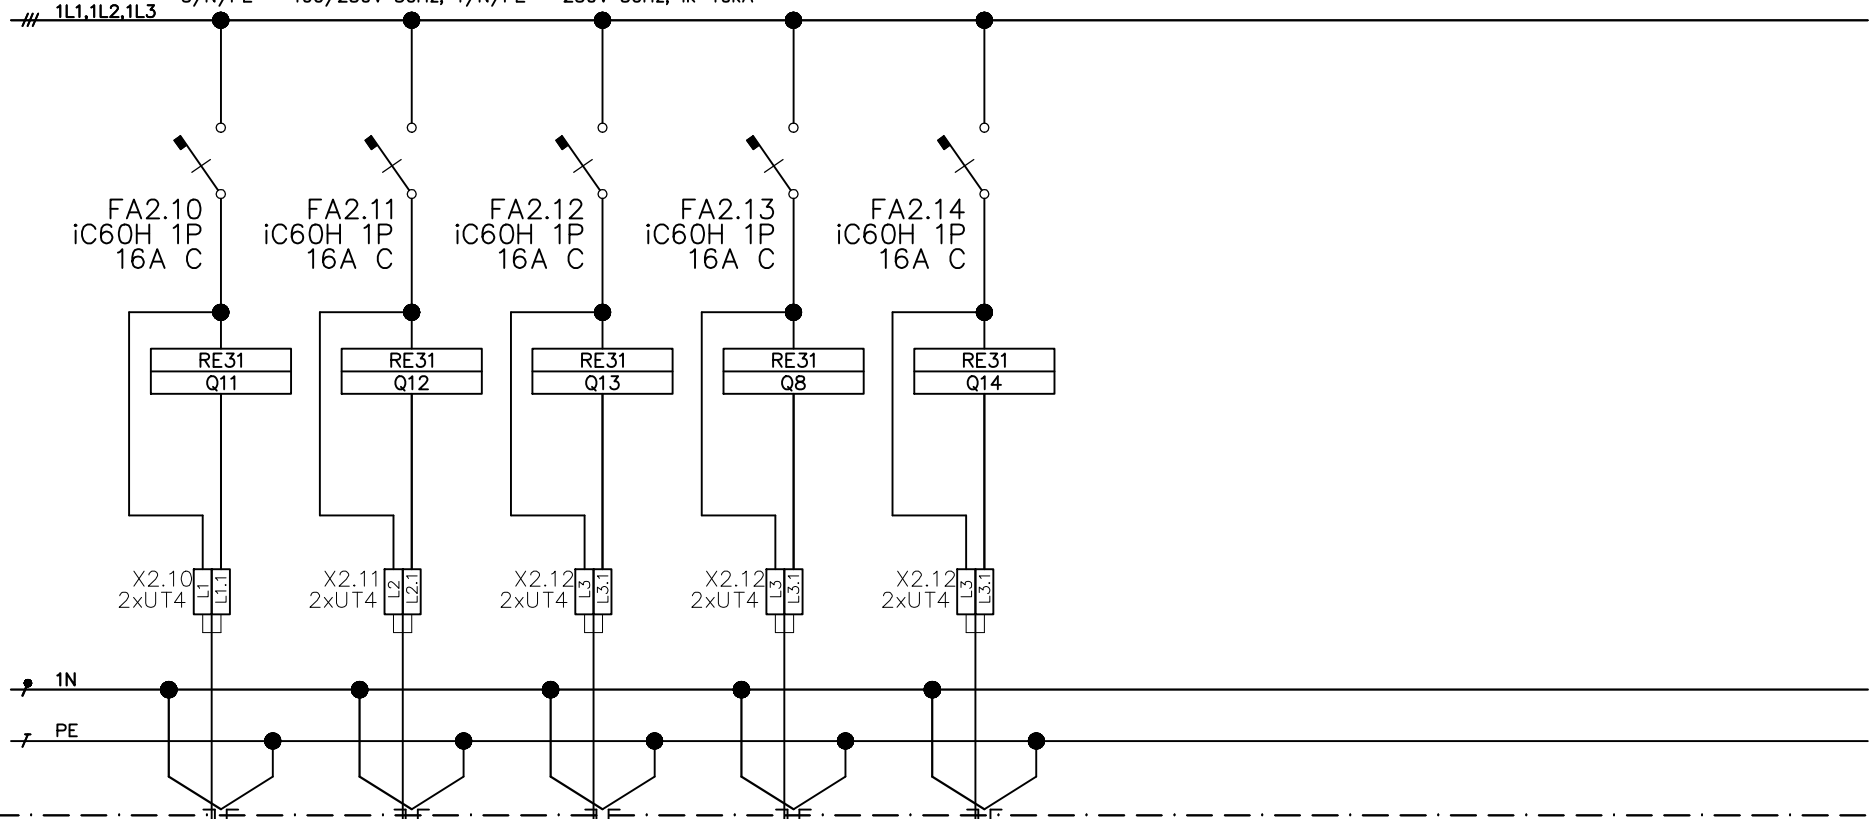 1L1,1L2,1L3
FA2.10
iC60H 1P
16A C
FA2.11
iC60H 1P
16A C
FA2.12
iC60H 1P
16A C
FA2.13
iC60H 1P
16A C
FA2.14
iC60H 1P
16A C
RE31
Q11
RE31
Q12
RE31
Q13
RE31
Q8
RE31
Q14
X2.10
2xUT4
L1
L1.1
X2.11
2xUT4
L2
L2.1
X2.12
2xUT4
L3
L3.1
X2.12
2xUT4
L3
L3.1
X2.12
2xUT4
L3
L3.1
1N
PE